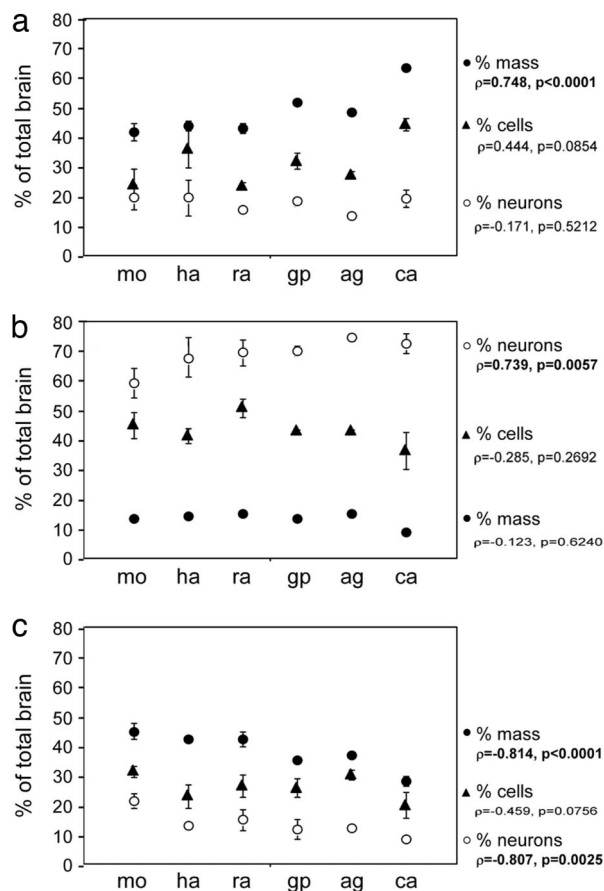 a
80
70
60
50
40
30
20
10
0
% of total brain
mo ha ra gp ag ca
● % mass
ρ=0.748, p<0.0001
▲ % cells
ρ=0.444, p=0.0854
○ % neurons
ρ=-0.171, p=0.5212
b
80
70
60
50
40
30
20
10
0
% of total brain
mo ha ra gp ag ca
○ % neurons
ρ=0.739, p=0.0057
▲ % cells
ρ=-0.285, p=0.2692
● % mass
ρ=-0.123, p=0.6240
c
80
70
60
50
40
30
20
10
0
% of total brain
mo ha ra gp ag ca
● % mass
ρ=-0.814, p<0.0001
▲ % cells
ρ=-0.459, p=0.0756
○ % neurons
ρ=-0.807, p=0.0025